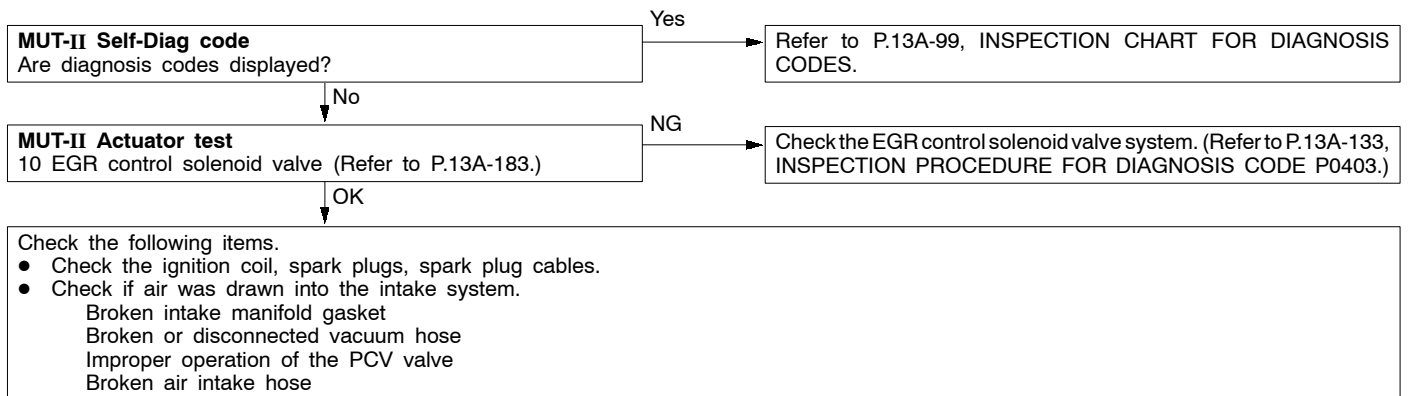 Yes
MUT-II Self-Diag code
Are diagnosis codes displayed?
Refer to P.13A-99, INSPECTION CHART FOR DIAGNOSIS
CODES.
No
NG
MUT-II Actuator test
10 EGR control solenoid valve (Refer to P.13A-183.)
Check the EGR control solenoid valve system. (Refer to P.13A-133,
INSPECTION PROCEDURE FOR DIAGNOSIS CODE P0403.)
OK
Check the following items.
● Check the ignition coil, spark plugs, spark plug cables.
● Check if air was drawn into the intake system.
Broken intake manifold gasket
Broken or disconnected vacuum hose
Improper operation of the PCV valve
Broken air intake hose